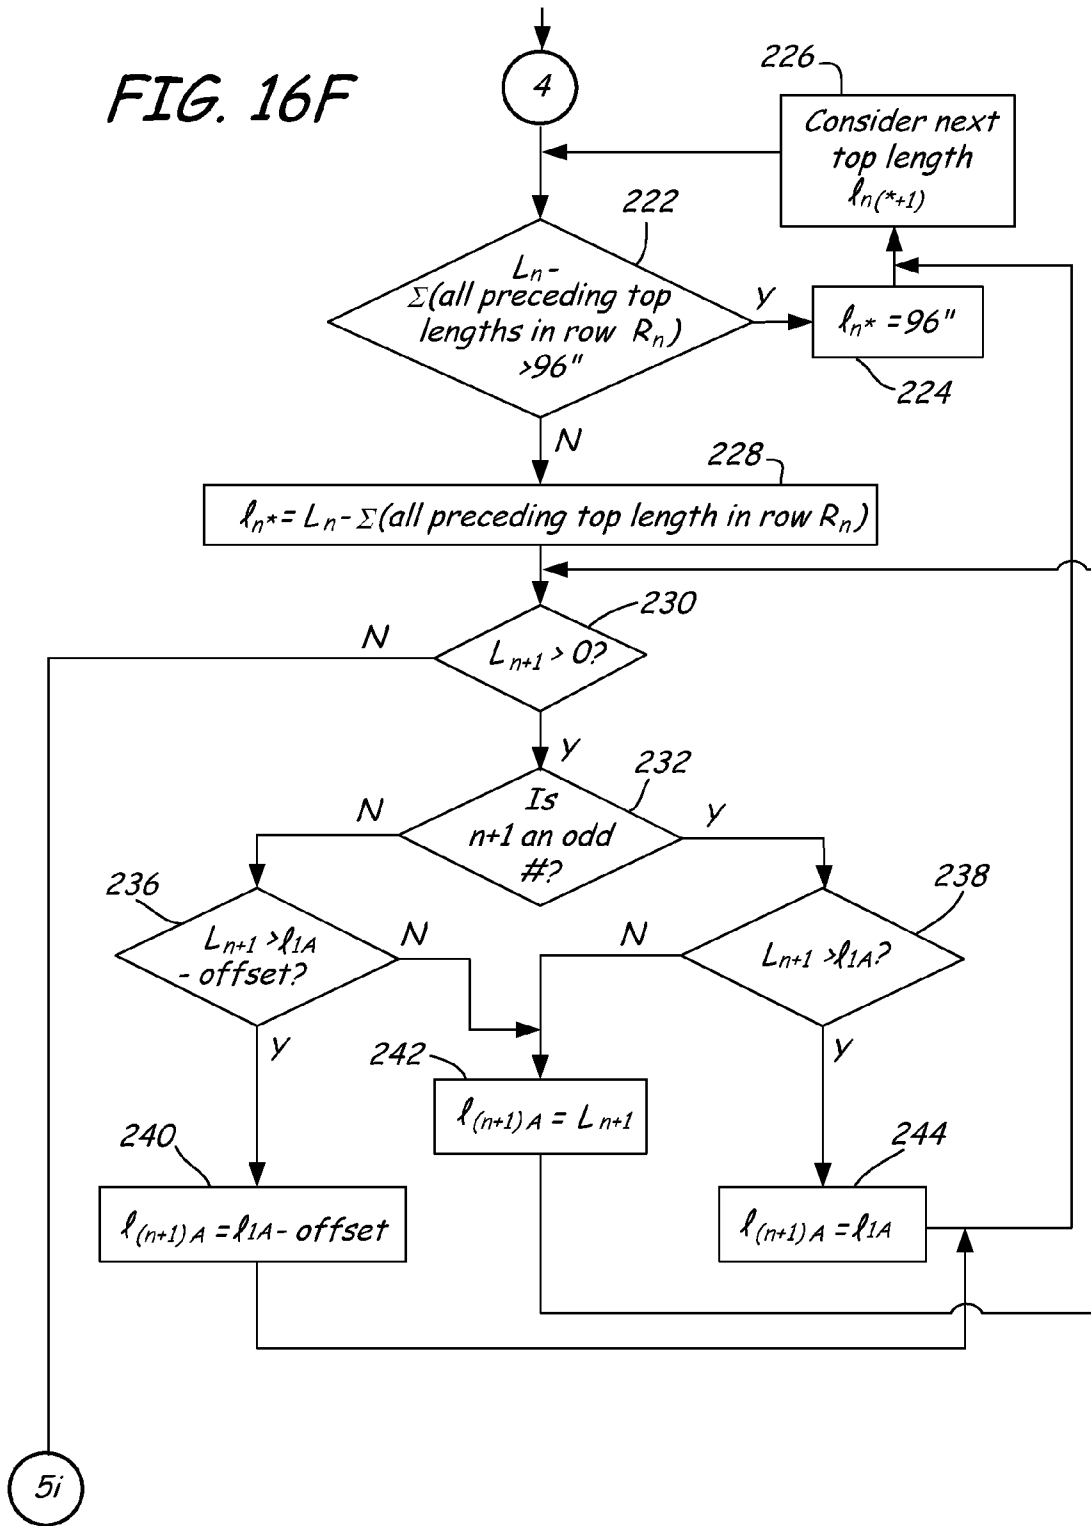 FIG. 16F
4
226
Consider next
top length
ℓn(*+1)
222
Ln-
Σ(all preceding top
lengths in row Rn)
>96"
Y
ℓn* = 96"
224
N
228
ℓn* = Ln - Σ(all preceding top length in row Rn)
230
N
Ln+1 > 0?
Y
232
N
Is
n+1 an odd
#?
Y
236
Ln+1 >ℓ1A
- offset?
N
238
N
Ln+1 >ℓ1A?
Y
242
Y
ℓ(n+1)A = Ln+1
240
244
ℓ(n+1)A = ℓ1A - offset
ℓ(n+1)A = ℓ1A
5i